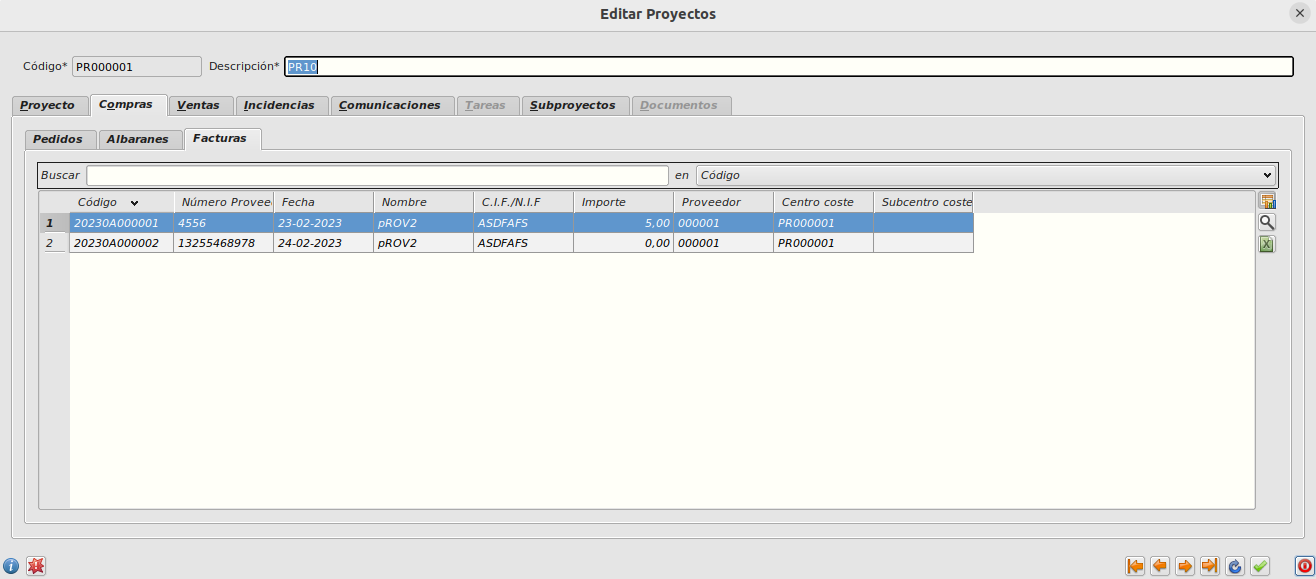 Editar Proyectos
Código* PR000001 Descripción* PR10
Proyecto Compras Ventas Incidencias Comunicaciones Tareas Subproyectos Documentos
Pedidos Albaranes Facturas
Buscar en Código
Código Número Provee Fecha Nombre C.I.F./N.I.F Importe Proveedor Centro coste Subcentro coste
1 20230A000001 4556 23-02-2023 pROV2 ASDFAFS 5,00 000001 PR000001
2 20230A000002 13255468978 24-02-2023 pROV2 ASDFAFS 0,00 000001 PR000001